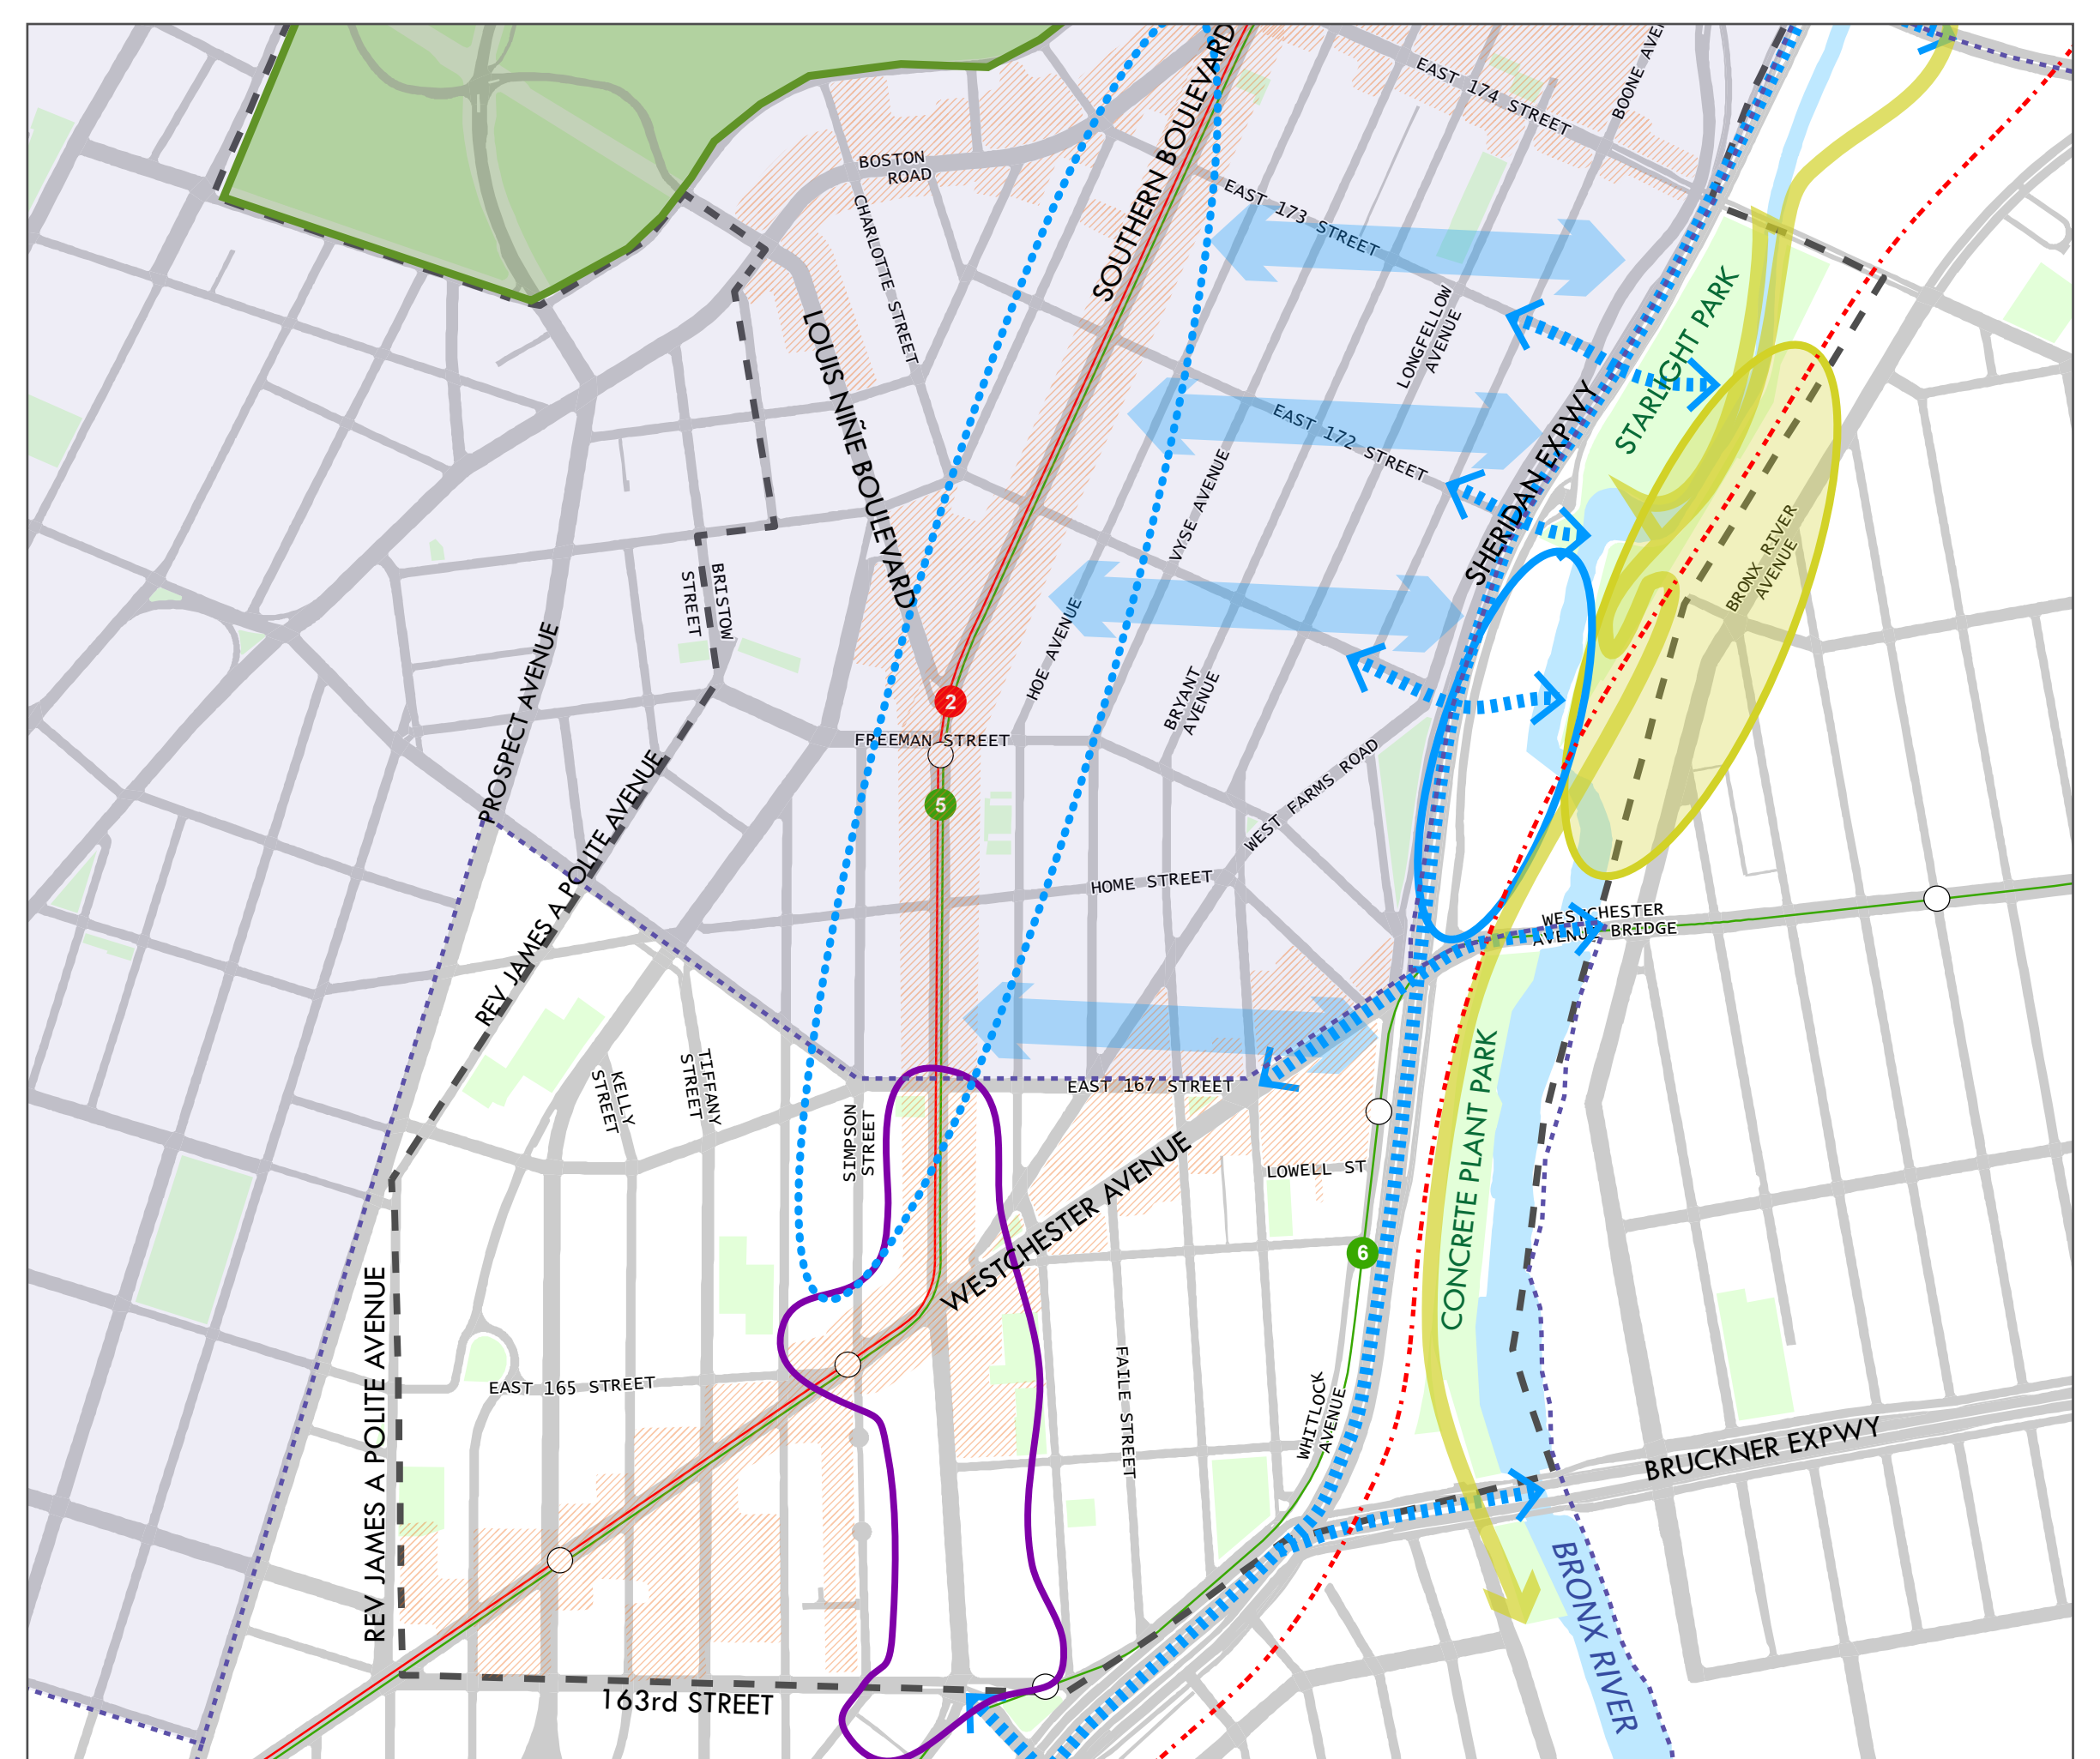 EAST 174 STREET
BOONE AVEN
SOUTHERN BOULEVARD
BOSTON
ROAD
EAST 173 STREET
CHARLOTTE STREET
STARLIGHT PARK
LONGFELLOW
AVENUE
LOUIS NIÑE BOULEVARD
EAST 172 STREET
SHERIDAN EXPWY
VYSE AVENUE
BRONX RIVER
AVENUE
BRISTOW
STREET
HOE AVENUE
PROSPECT AVENUE
BRYANT
AVENUE
2
FREEMAN STREET
5
WEST FARMS ROAD
REV JAMES A POLITE AVENUE
HOME STREET
WESTCHESTER
AVENUE BRIDGE
KELLY
STREET
TIFFANY
STREET
EAST 167 STREET
SIMPSON
STREET
WESTCHESTER AVENUE
LOWELL ST
CONCRETE PLANT PARK
6
REV JAMES A POLITE AVENUE
EAST 165 STREET
FAILE STREET
WHITLOCK
AVENUE
BRUCKNER EXPWY
BRONX RIVER
163rd STREET